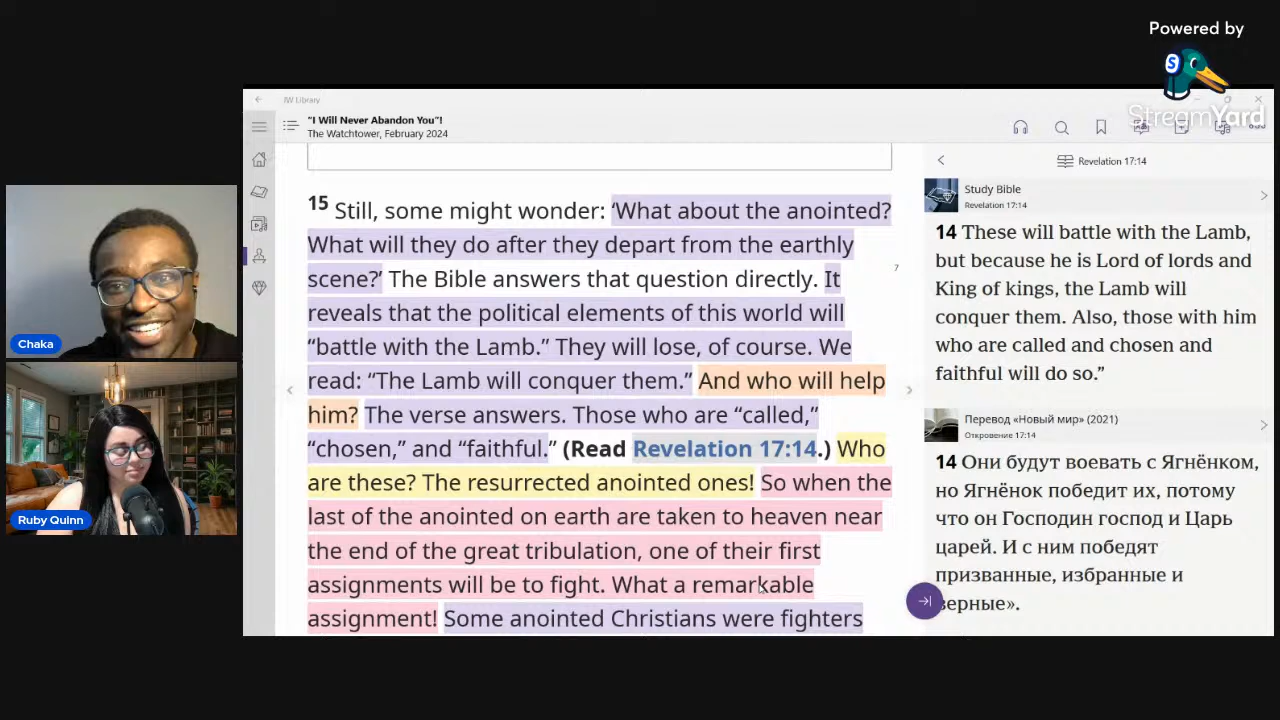 Powered by
StreamYard
JW Library
“I Will Never Abandon You”!
The Watchtower, February 2024
15 Still, some might wonder: ‘What about the anointed?
What will they do after they depart from the earthly
scene?’ The Bible answers that question directly. It
reveals that the political elements of this world will
“battle with the Lamb.” They will lose, of course. We
read: “The Lamb will conquer them.” And who will help
him? The verse answers. Those who are “called,”
“chosen,” and “faithful.” (Read Revelation 17:14.) Who
are these? The resurrected anointed ones! So when the
last of the anointed on earth are taken to heaven near
the end of the great tribulation, one of their first
assignments will be to fight. What a remarkable
assignment! Some anointed Christians were fighters
7
Revelation 17:14
Study Bible
Revelation 17:14
14 These will battle with the Lamb,
but because he is Lord of lords and
King of kings, the Lamb will
conquer them. Also, those with him
who are called and chosen and
faithful will do so.”
Перевод «Новый мир» (2021)
Откровение 17:14
14 Они будут воевать с Ягнёнком,
но Ягнёнок победит их, потому
что он Господин господ и Царь
царей. И с ним победят
призванные, избранные и
верные».
Chaka
Ruby Quinn